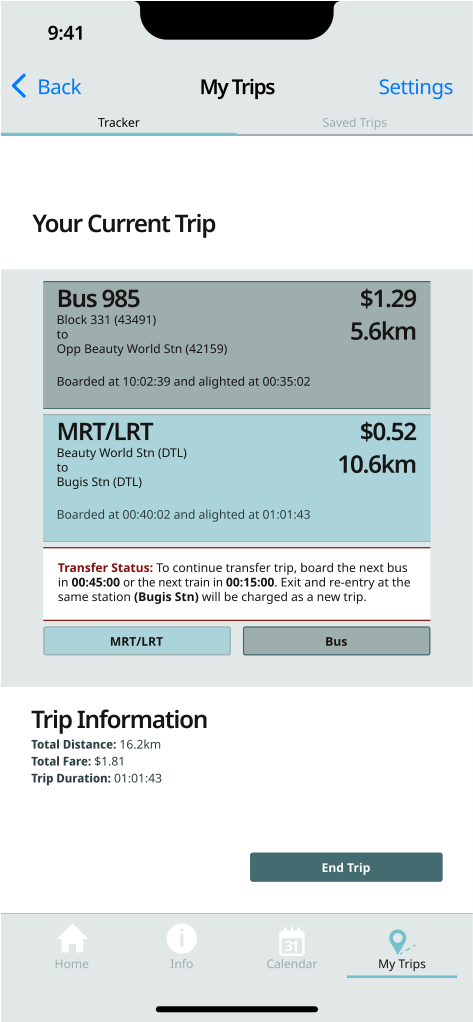 9:41
Back
My Trips
Settings
Tracker
Saved Trips
Your Current Trip
Bus 985
$1.29
Block 331 (43491)
5.6km
to
Opp Beauty World Stn (42159)
Boarded at 10:02:39 and alighted at 00:35:02
MRT/LRT
$0.52
Beauty World Stn (DTL)
10.6km
to
Bugis Stn (DTL)
Boarded at 00:40:02 and alighted at 01:01:43
Transfer Status: To continue transfer trip, board the next bus
in 00:45:00 or the next train in 00:15:00. Exit and re-entry at the
same station (Bugis Stn) will be charged as a new trip.
MRT/LRT
Bus
Trip Information
Total Distance: 16.2km
Total Fare: $1.81
Trip Duration: 01:01:43
End Trip
31
Home
Info
Calendar
My Trips